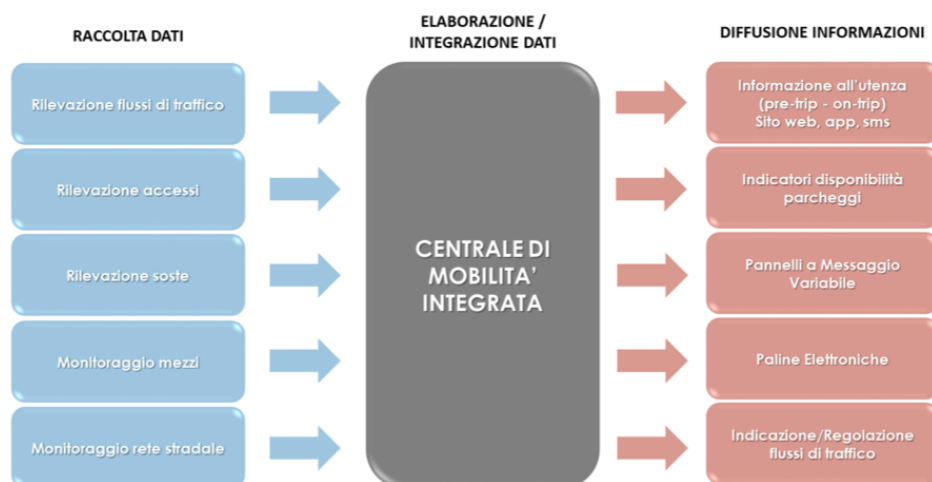 RACCOLTA DATI
ELABORAZIONE /
INTEGRAZIONE DATI
DIFFUSIONE INFORMAZIONI
Rilevazione flussi di traffico
Rilevazione accessi
Rilevazione soste
Monitoraggio mezzi
Monitoraggio rete stradale
CENTRALE DI
MOBILITA'
INTEGRATA
Informazione all'utenza
(pre-trip - on-trip)
Sito web, app, sms
Indicatori disponibilità
parcheggi
Pannelli a Messaggio
Variabile
Paline Elettroniche
Indicazione/Regolazione
flussi di traffico